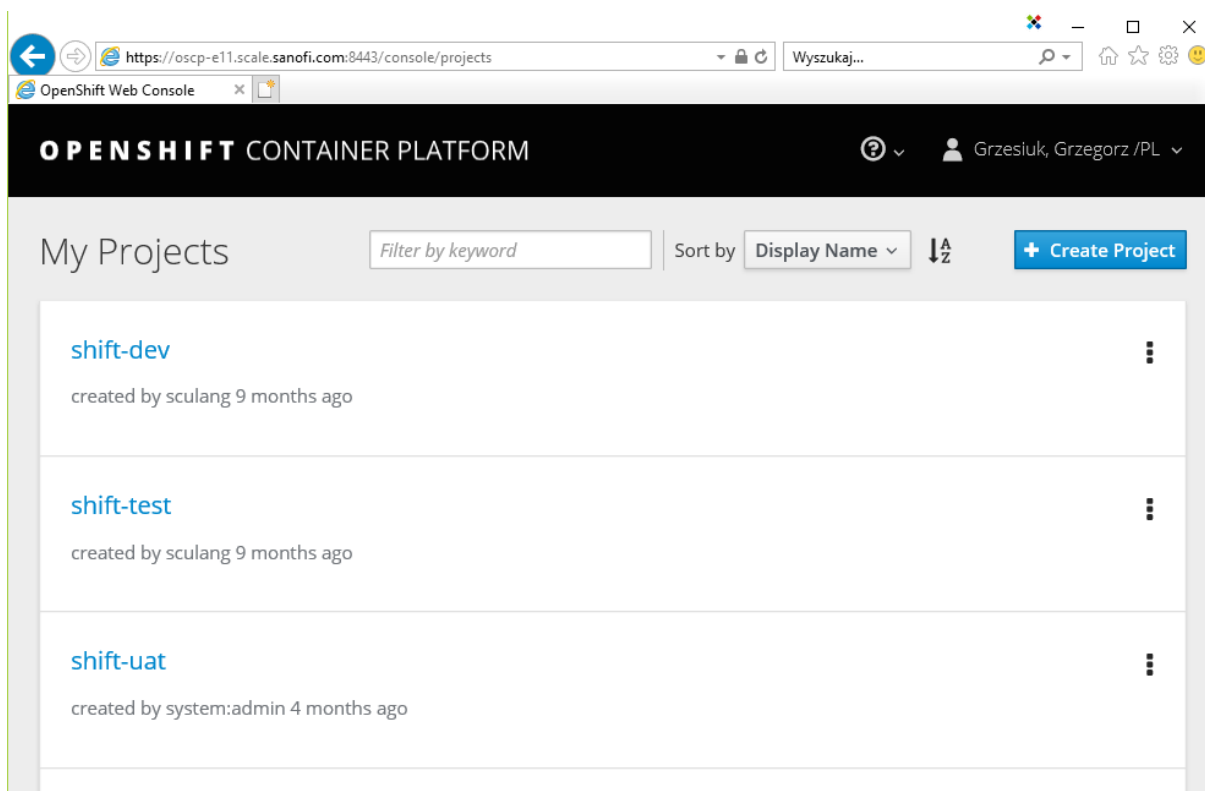 https://oscp-e11.scale.sanofi.com:8443/console/projects
Wyszukaj...
OpenShift Web Console
OPENSHIFT CONTAINER PLATFORM
Grzesiuk, Grzegorz /PL
My Projects
Filter by keyword
Sort by
Display Name
A
Z
Create Project
shift-dev
created by sculang 9 months ago
shift-test
created by sculang 9 months ago
shift-uat
created by system:admin 4 months ago